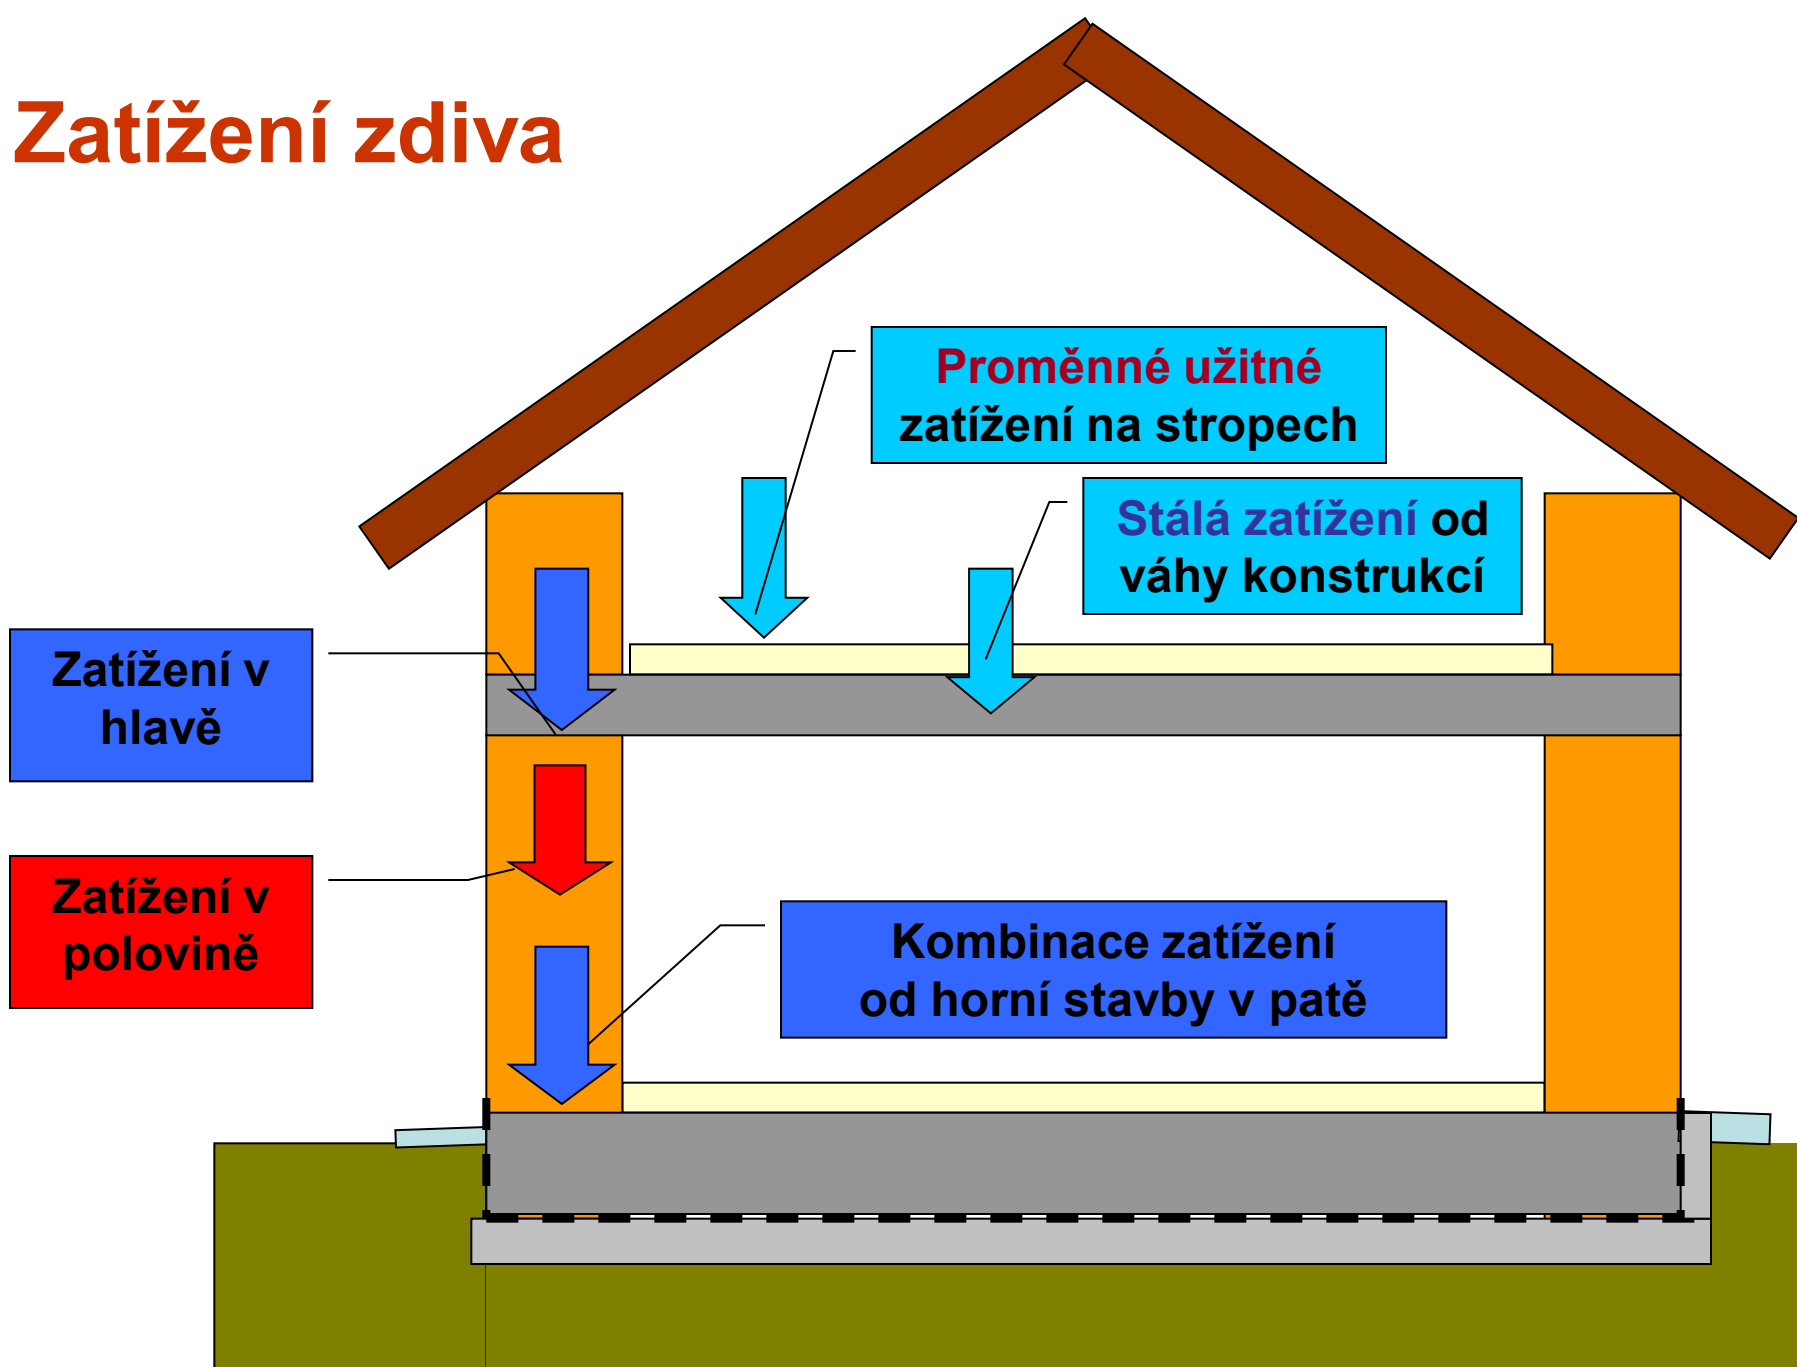 Zatížení zdiva
Proměnné užitné
zatížení na stropech
Stálá zatížení od
váhy konstrukcí
Zatížení v
hlavě
Zatížení v
polovině
Kombinace zatížení
od horní stavby v patě